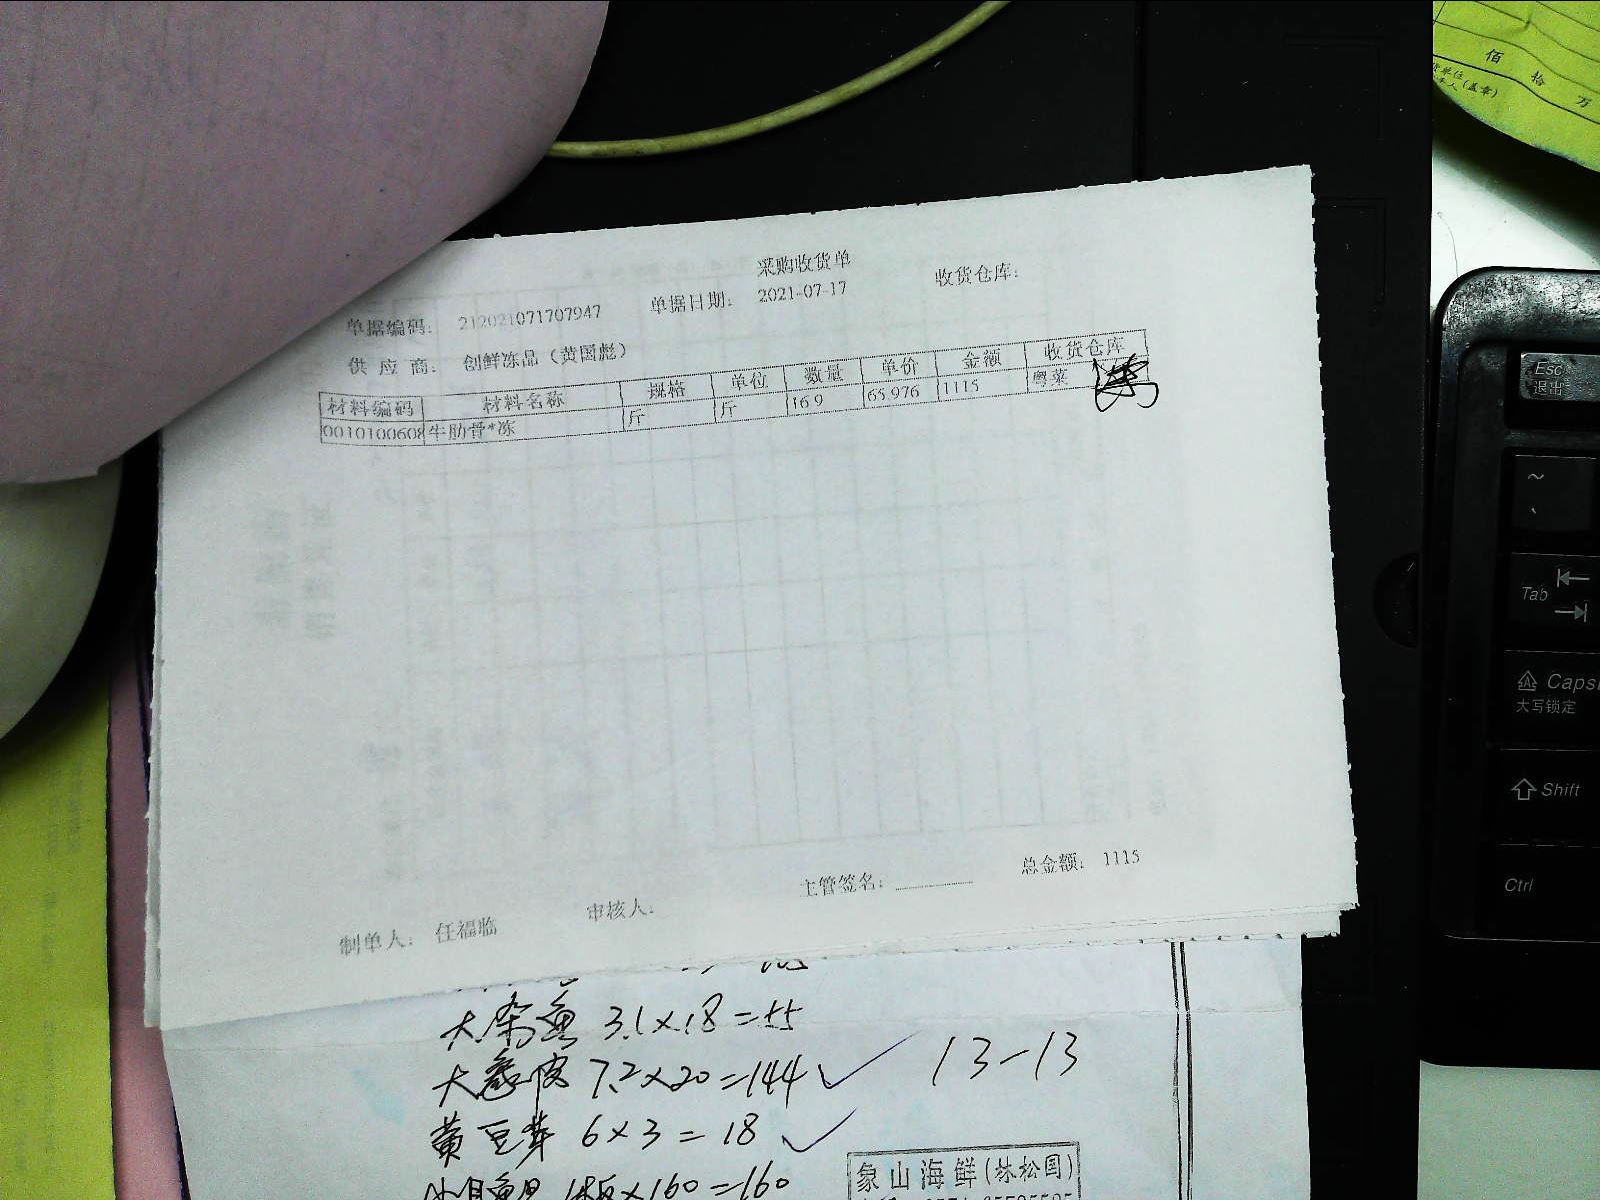 佰 拾 万
采购收货单
单据编码： 212021071707947 单据日期： 2021-07-17 收货仓库：
供 应 商： 创鲜冻品（黄国彪）
材料编码 材料名称 规格 单位 数量 单价 金额 收货仓库
0010100608 牛肋骨*冻 斤 斤 16.9 65.976 1115 粤菜
制单人： 任福临 审核人： 主管签名： 总金额： 1115
3.1×18=55
7.2×20=144 13-13
黄豆芽 6×3=18
×160=160
象山海鲜(林松国)
Esc
退出
~
Tab
Caps
大写锁定
Shift
Ctrl